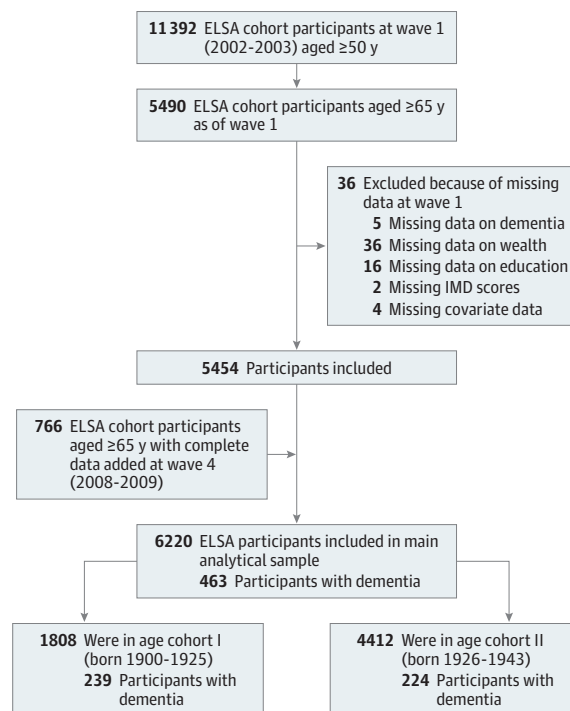 11 392 ELSA cohort participants at wave 1
(2002-2003) aged ≥50 y
5490 ELSA cohort participants aged ≥65 y
as of wave 1
36 Excluded because of missing
data at wave 1
5 Missing data on dementia
36 Missing data on wealth
16 Missing data on education
2 Missing IMD scores
4 Missing covariate data
5454 Participants included
766 ELSA cohort participants
aged ≥65 y with complete
data added at wave 4
(2008-2009)
6220 ELSA participants included in main
analytical sample
463 Participants with dementia
1808 Were in age cohort I
(born 1900-1925)
239 Participants with
dementia
4412 Were in age cohort II
(born 1926-1943)
224 Participants with
dementia